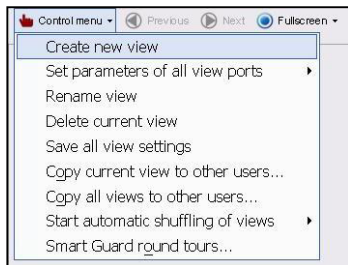 Control menu Previous Next Fullscreen
Create new view
Set parameters of all view ports
Rename view
Delete current view
Save all view settings
Copy current view to other users...
Copy all views to other users...
Start automatic shuffling of views
Smart Guard round tours...